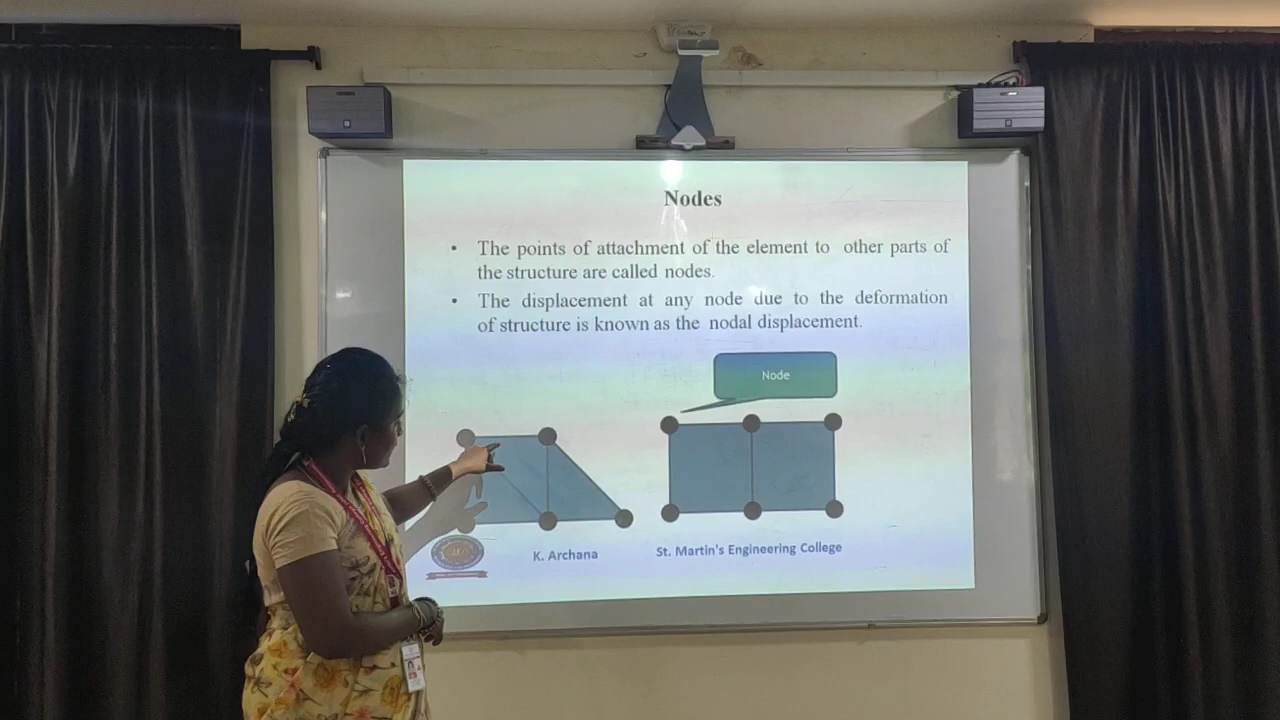 Nodes
• The points of attachment of the element to other parts of
the structure are called nodes.
• The displacement at any node due to the deformation
of structure is known as the nodal displacement.
Node
K. Archana
St. Martin's Engineering College